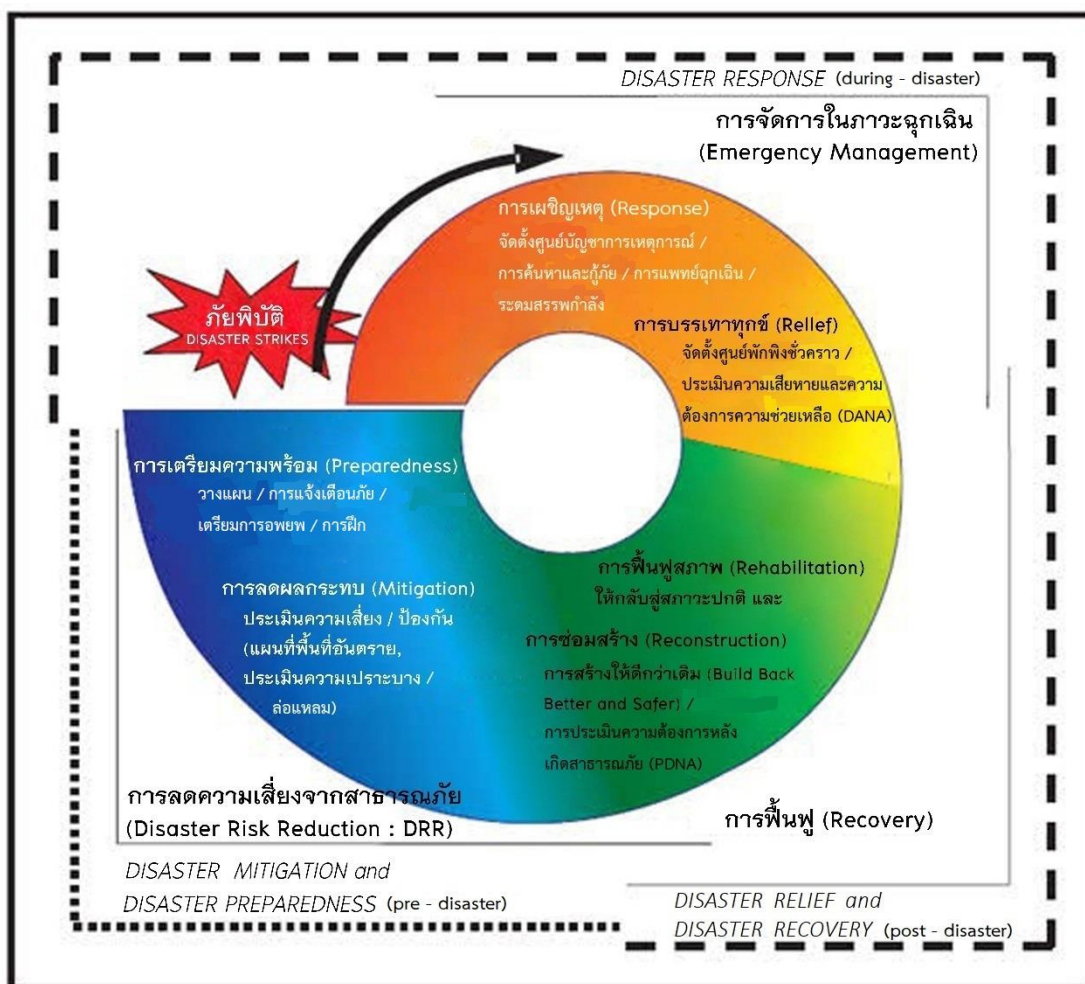 DISASTER RESPONSE (during - disaster)
การจัดการในภาวะฉุกเฉิน
(Emergency Management)
การเผชิญเหตุ (Response)
จัดตั้งศูนย์บัญชาการเหตุการณ์ /
การค้นหาและกู้ภัย / การแพทย์ฉุกเฉิน /
ระดมสรรพกำลัง
ภัยพิบัติ
DISASTER STRIKES
การบรรเทาทุกข์ (Rellef)
จัดตั้งศูนย์พักพิงชั่วคราว /
ประเมินความเสียหายและความ
ต้องการความช่วยเหลือ (DANA)
การเตรียมความพร้อม (Preparedness)
วางแผน / การแจ้งเตือนภัย /
เตรียมการอพยพ / การฝึก
การลดผลกระทบ (Mitigation)
ประเมินความเสี่ยง / ป้องกัน
(แผนที่พื้นที่อันตราย,
ประเมินความเปราะบาง /
ล่อแหลม)
การฟื้นฟูสภาพ (Rehabilitation)
ให้กลับสู่สภาวะปกติ และ
การซ่อมสร้าง (Reconstruction)
การสร้างให้ดีกว่าเดิม (Build Back
Better and Safer) /
การประเมินความต้องการหลัง
เกิดสาธารณภัย (PDNA)
การลดความเสี่ยงจากสาธารณภัย
(Disaster Risk Reduction : DRR)
การฟื้นฟู (Recovery)
DISASTER MITIGATION and
DISASTER PREPAREDNESS (pre - disaster)
DISASTER RELIEF and
DISASTER RECOVERY (post - disaster)